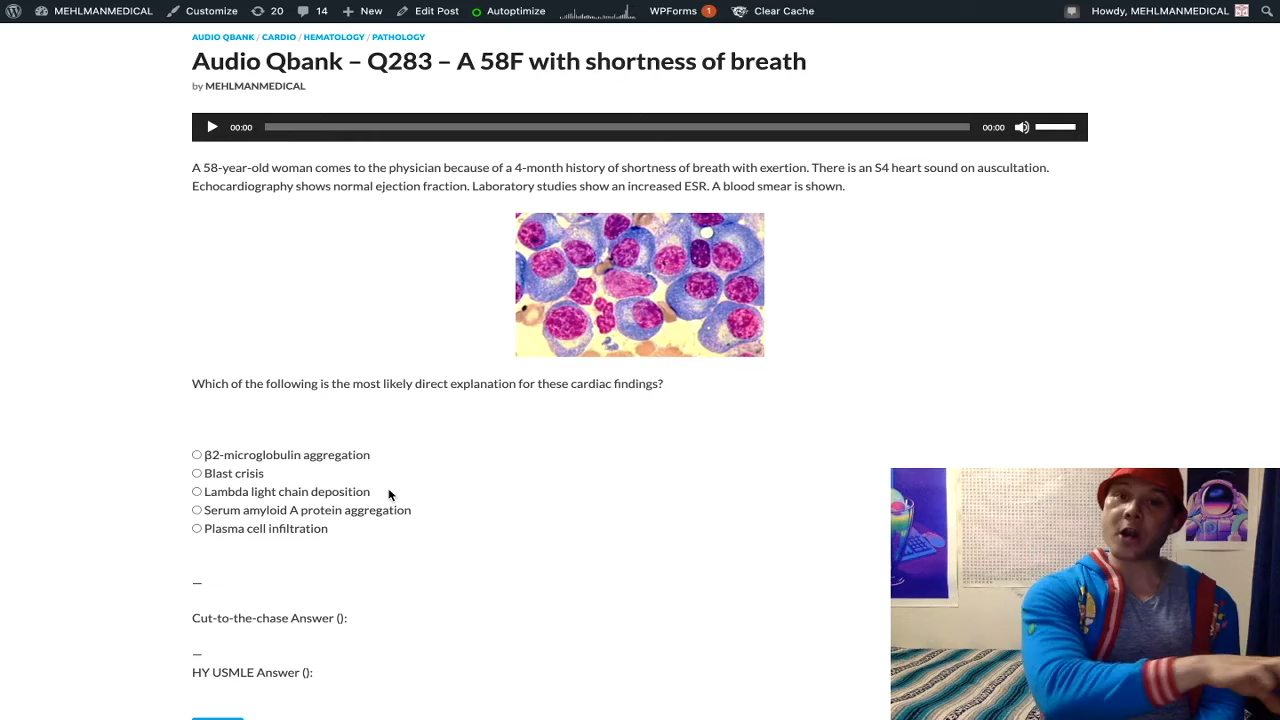 MEHLMANMEDICAL Customize 20 14 New Edit Post WPForms 1 Clear Cache Howdy, MEHLMANMEDICAL
AUDIO QBANK / CARDIO / HEMATOLOGY / PATHOLOGY
Audio Qbank – Q283 – A 58F with shortness of breath
by MEHLMANMEDICAL
00:00 00:00
A 58-year-old woman comes to the physician because of a 4-month history of shortness of breath with exertion. There is an S4 heart sound on auscultation.
Echocardiography shows normal ejection fraction. Laboratory studies show an increased ESR. A blood smear is shown.
Which of the following is the most likely direct explanation for these cardiac findings?
β2-microglobulin aggregation
Blast crisis
Lambda light chain deposition
Serum amyloid A protein aggregation
Plasma cell infiltration
—
Cut-to-the-chase Answer ():
—
HY USMLE Answer ():